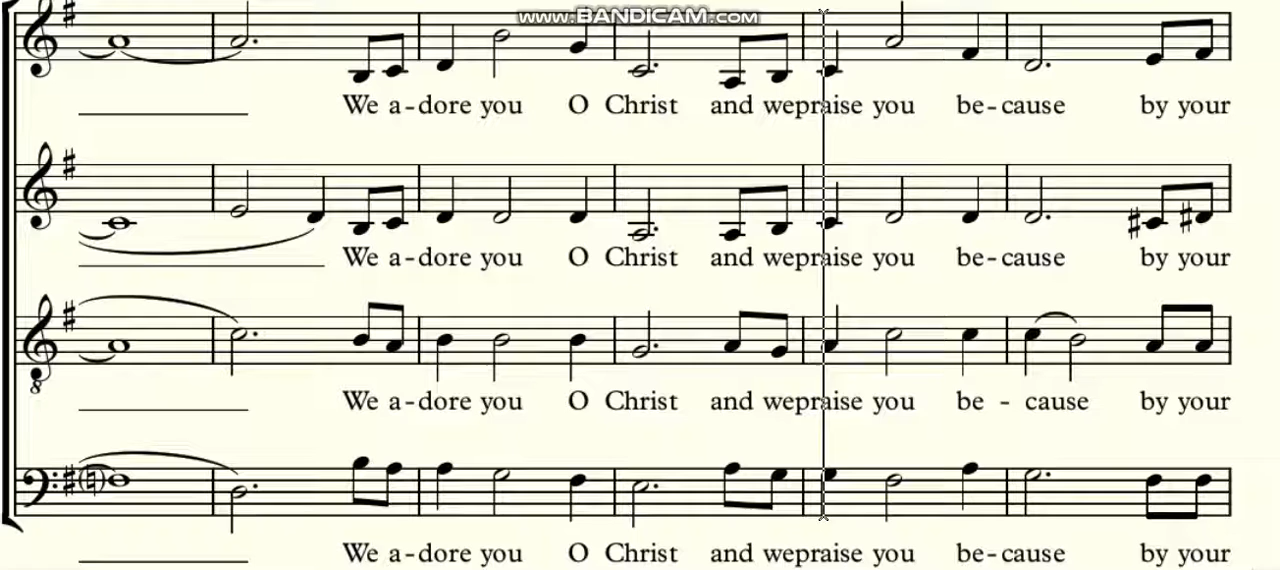 www.BANDICAM.com
We a-dore you O Christ and wepraise you be-cause by your
We a-dore you O Christ and wepraise you be-cause by your
8
We a-dore you O Christ and wepraise you be - cause by your
We a-dore you O Christ and wepraise you be-cause by your